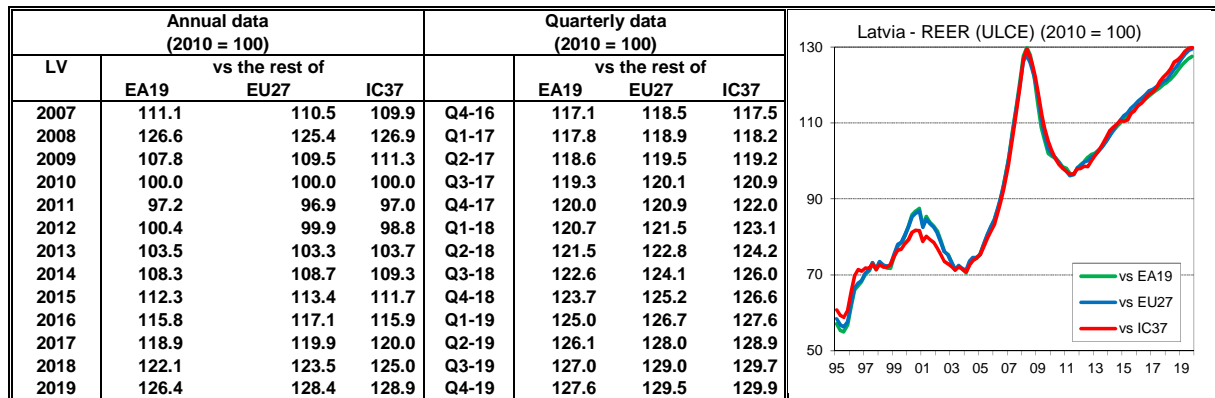 Annual data Quarterly data
(2010 = 100) (2010 = 100)
LV vs the rest of vs the rest of
EA19 EU27 IC37 EA19 EU27 IC37
2007 111.1 110.5 109.9 Q4-16 117.1 118.5 117.5
2008 126.6 125.4 126.9 Q1-17 117.8 118.9 118.2
2009 107.8 109.5 111.3 Q2-17 118.6 119.5 119.2
2010 100.0 100.0 100.0 Q3-17 119.3 120.1 120.9
2011 97.2 96.9 97.0 Q4-17 120.0 120.9 122.0
2012 100.4 99.9 98.8 Q1-18 120.7 121.5 123.1
2013 103.5 103.3 103.7 Q2-18 121.5 122.8 124.2
2014 108.3 108.7 109.3 Q3-18 122.6 124.1 126.0
2015 112.3 113.4 111.7 Q4-18 123.7 125.2 126.6
2016 115.8 117.1 115.9 Q1-19 125.0 126.7 127.6
2017 118.9 119.9 120.0 Q2-19 126.1 128.0 128.9
2018 122.1 123.5 125.0 Q3-19 127.0 129.0 129.7
2019 126.4 128.4 128.9 Q4-19 127.6 129.5 129.9
Latvia - REER (ULCE) (2010 = 100)
130
110
90
70
50
95 97 99 01 03 05 07 09 11 13 15 17 19
vs EA19
vs EU27
vs IC37